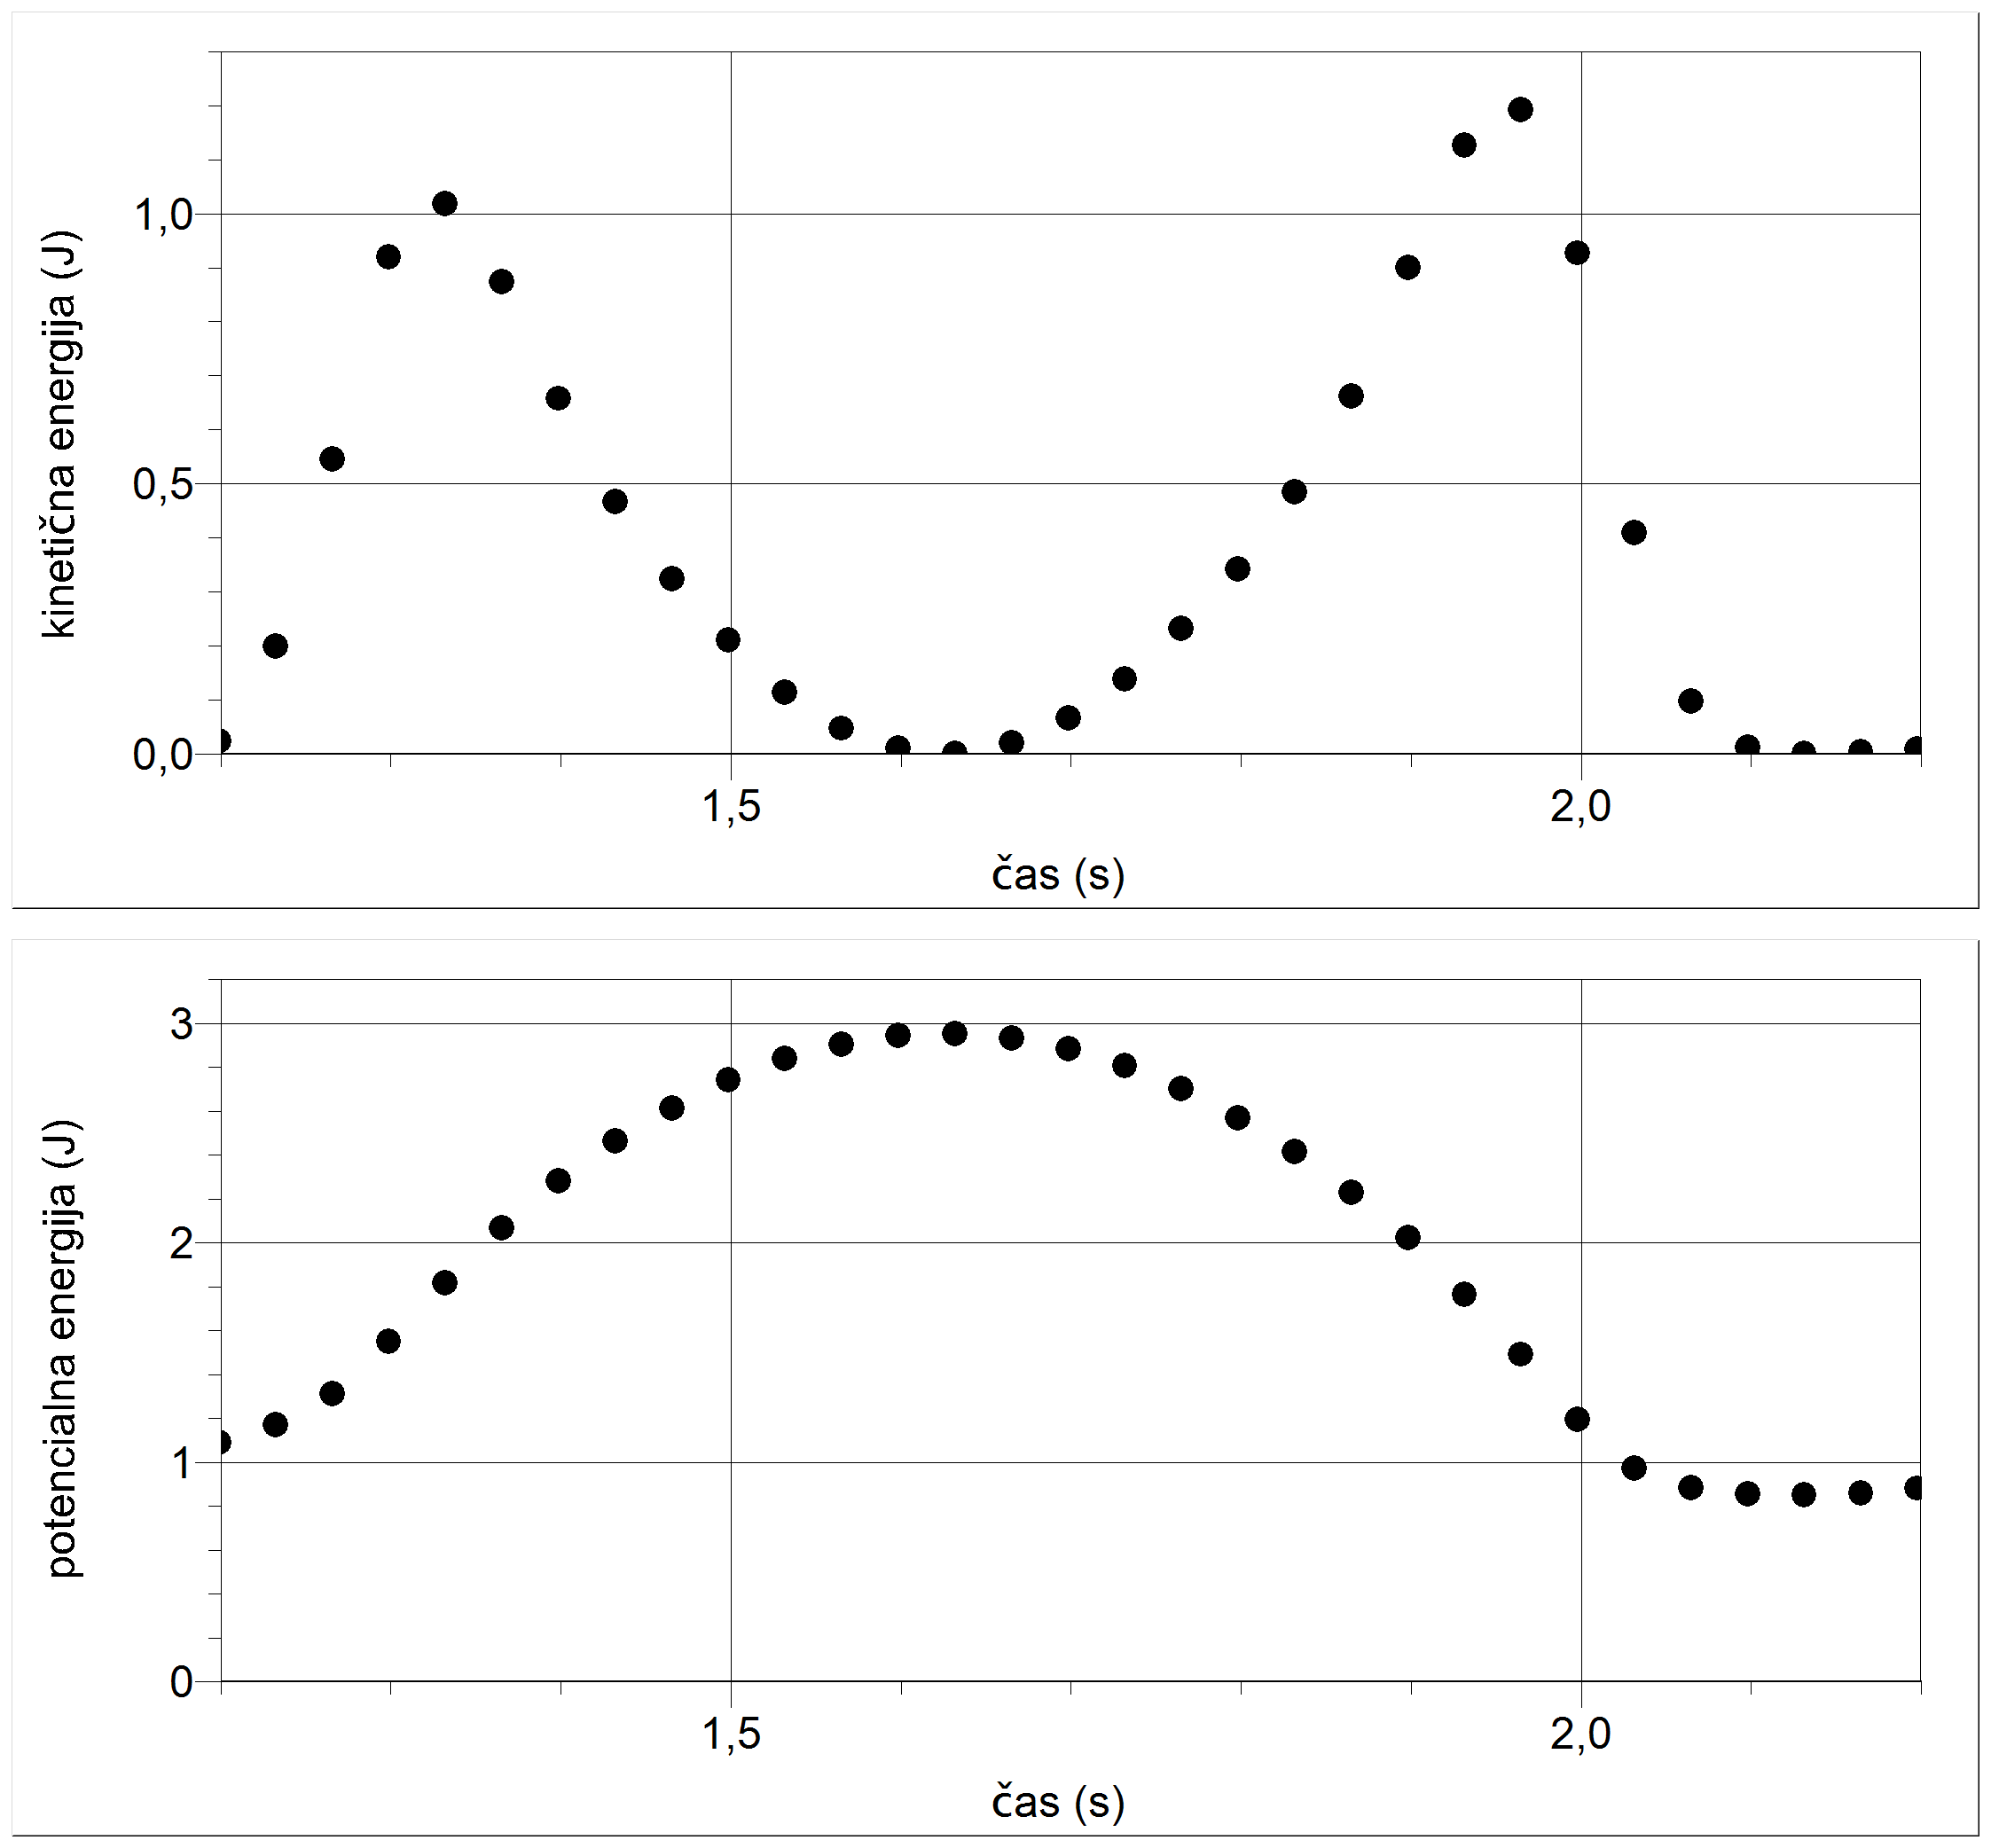 kinetična energija (J)
1,0
0,5
0,0
1,5 2,0
čas (s)
potencialna energija (J)
3
2
1
0
1,5 2,0
čas (s)